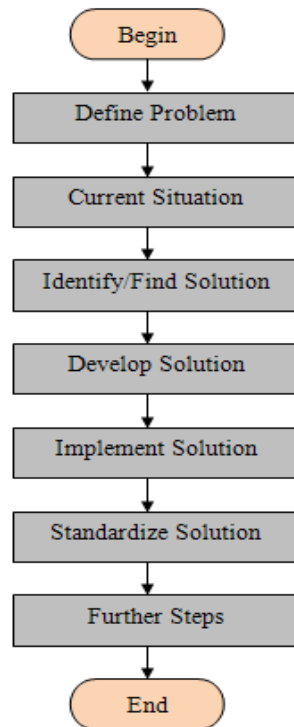 Begin
Define Problem
Current Situation
Identify/Find Solution
Develop Solution
Implement Solution
Standardize Solution
Further Steps
End